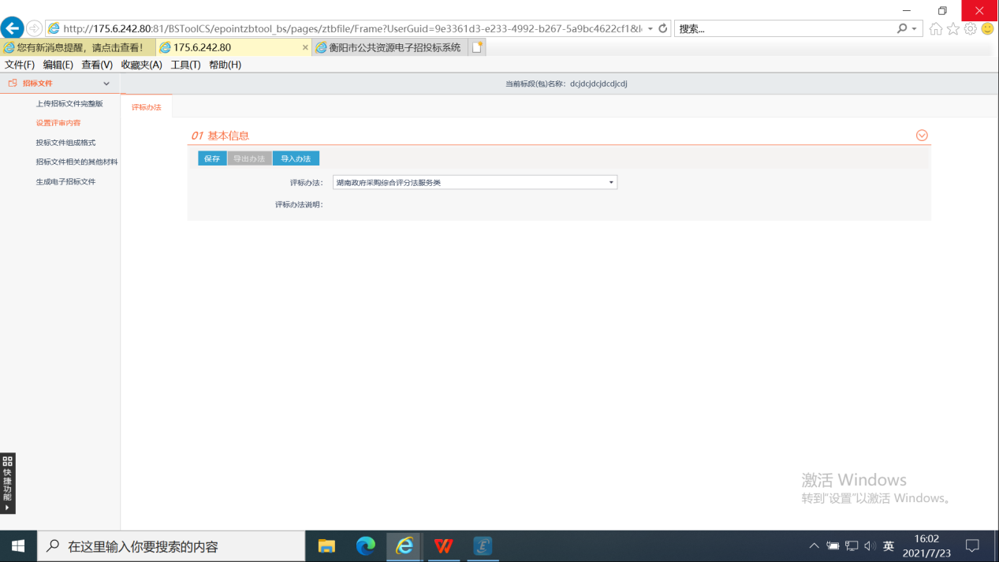 http://175.6.242.80:81/BSToolCS/epointzbtool_bs/pages/ztbfile/Frame?UserGuid=9e3361d3-e233-4992-b267-5a9bc4622cf1&l
搜索...
您有新消息提醒，请点击查看！
175.6.242.80
衡阳市公共资源电子招投标系统
文件(F) 编辑(E) 查看(V) 收藏夹(A) 工具(T) 帮助(H)
招标文件
当前标段(包)名称: dcjdcjdcjdcdjcdj
上传招标文件完整版
设置评审内容
投标文件组成格式
招标文件相关的其他材料
生成电子招标文件
评标办法
01 基本信息
保存 导出办法 导入办法
评标办法: 湖南政府采购综合评分法服务类
评标办法说明:
快捷功能
激活 Windows
转到"设置"以激活 Windows。
在这里输入你要搜索的内容
英
16:02
2021/7/23